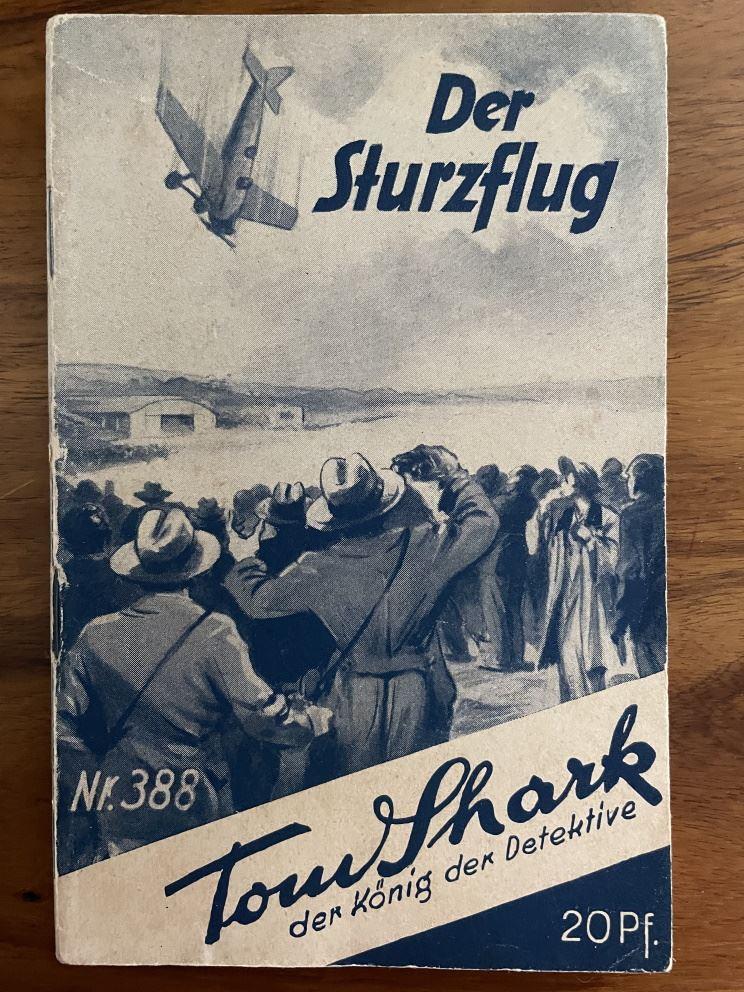 Der
Sturzflug
Nr. 388
Tom Shark
der König der Detektive
20 Pf.